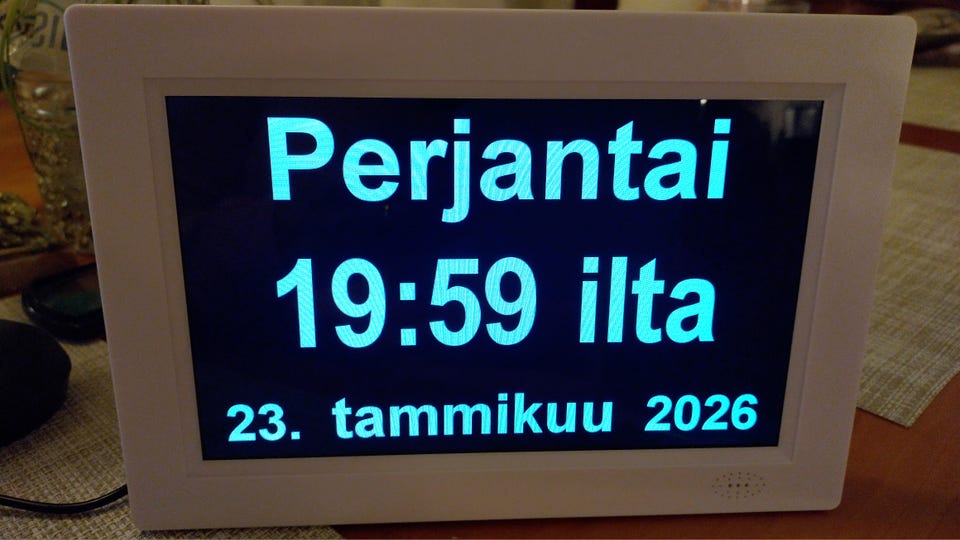 Perjantai
19:59 ilta
23. tammikuu 2026